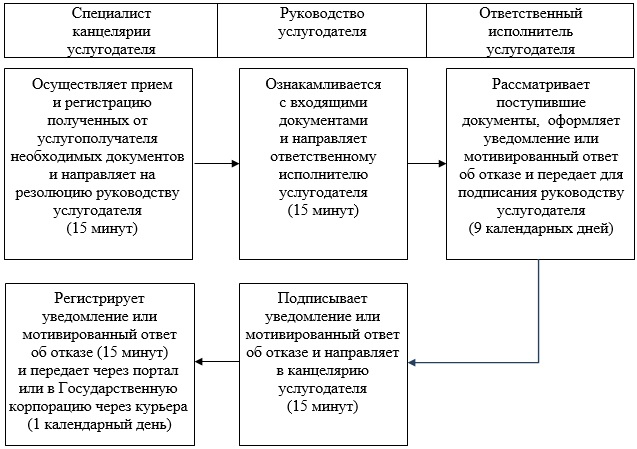 Специалист
канцелярии
услугодателя
Руководство
услугодателя
Ответственный
исполнитель
услугодателя
Осуществляет прием
и регистрацию
полученных от
услугополучателя
необходимых документов
и направляет на
резолюцию руководству
услугодателя
(15 минут)
Ознакамливается
с входящими
документами
и направляет
ответственному
исполнителю
услугодателя
(15 минут)
Рассматривает
поступившие
документы, оформляет
уведомление или
мотивированный ответ
об отказе и передает для
подписания руководству
услугодателя
(9 календарных дней)
Регистрирует
уведомление или
мотивированный ответ
об отказе (15 минут)
и передает через портал
или в Государственную
корпорацию через курьера
(1 календарный день)
Подписывает
уведомление или
мотивированный ответ
об отказе и направляет
в канцелярию
услугодателя
(15 минут)